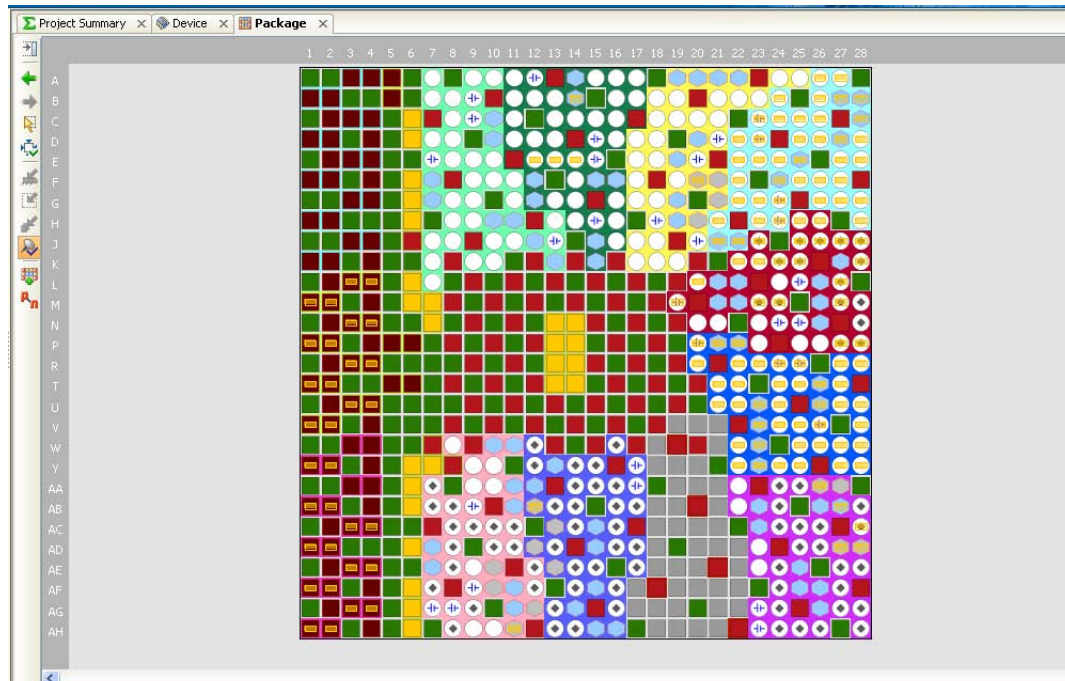 Project Summary × Device × Package ×
1 2 3 4 5 6 7 8 9 10 11 12 13 14 15 16 17 18 19 20 21 22 23 24 25 26 27 28
A
B
C
D
E
F
G
H
J
K
L
M
N
P
R
T
U
V
W
Y
AA
AB
AC
AD
AE
AF
AG
AH